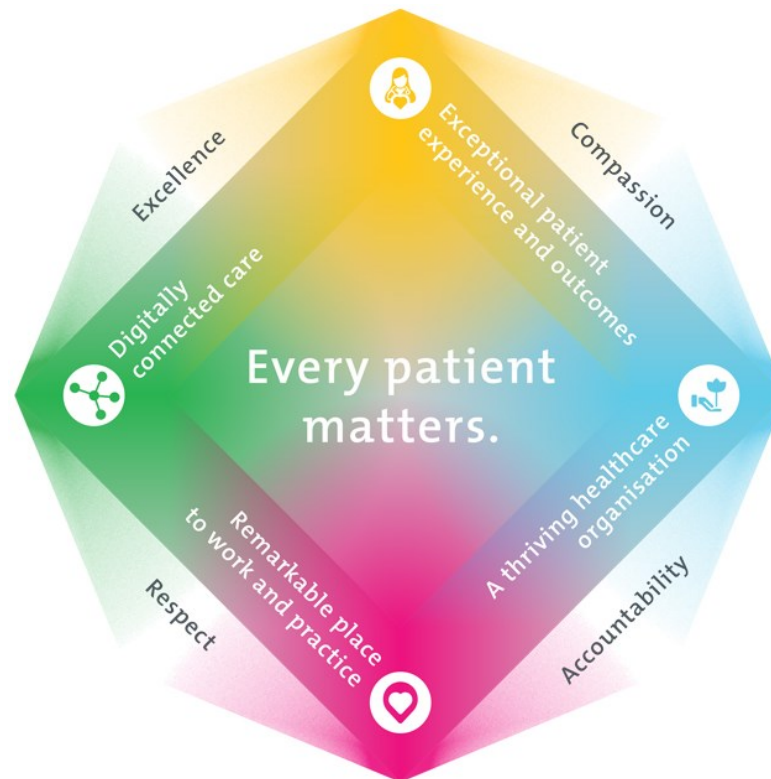 Excellence
Compassion
Exceptional patient
experience and outcomes
Digitally
connected care
Every patient
matters.
Remarkable place
to work and practice
A thriving healthcare
organisation
Respect
Accountability